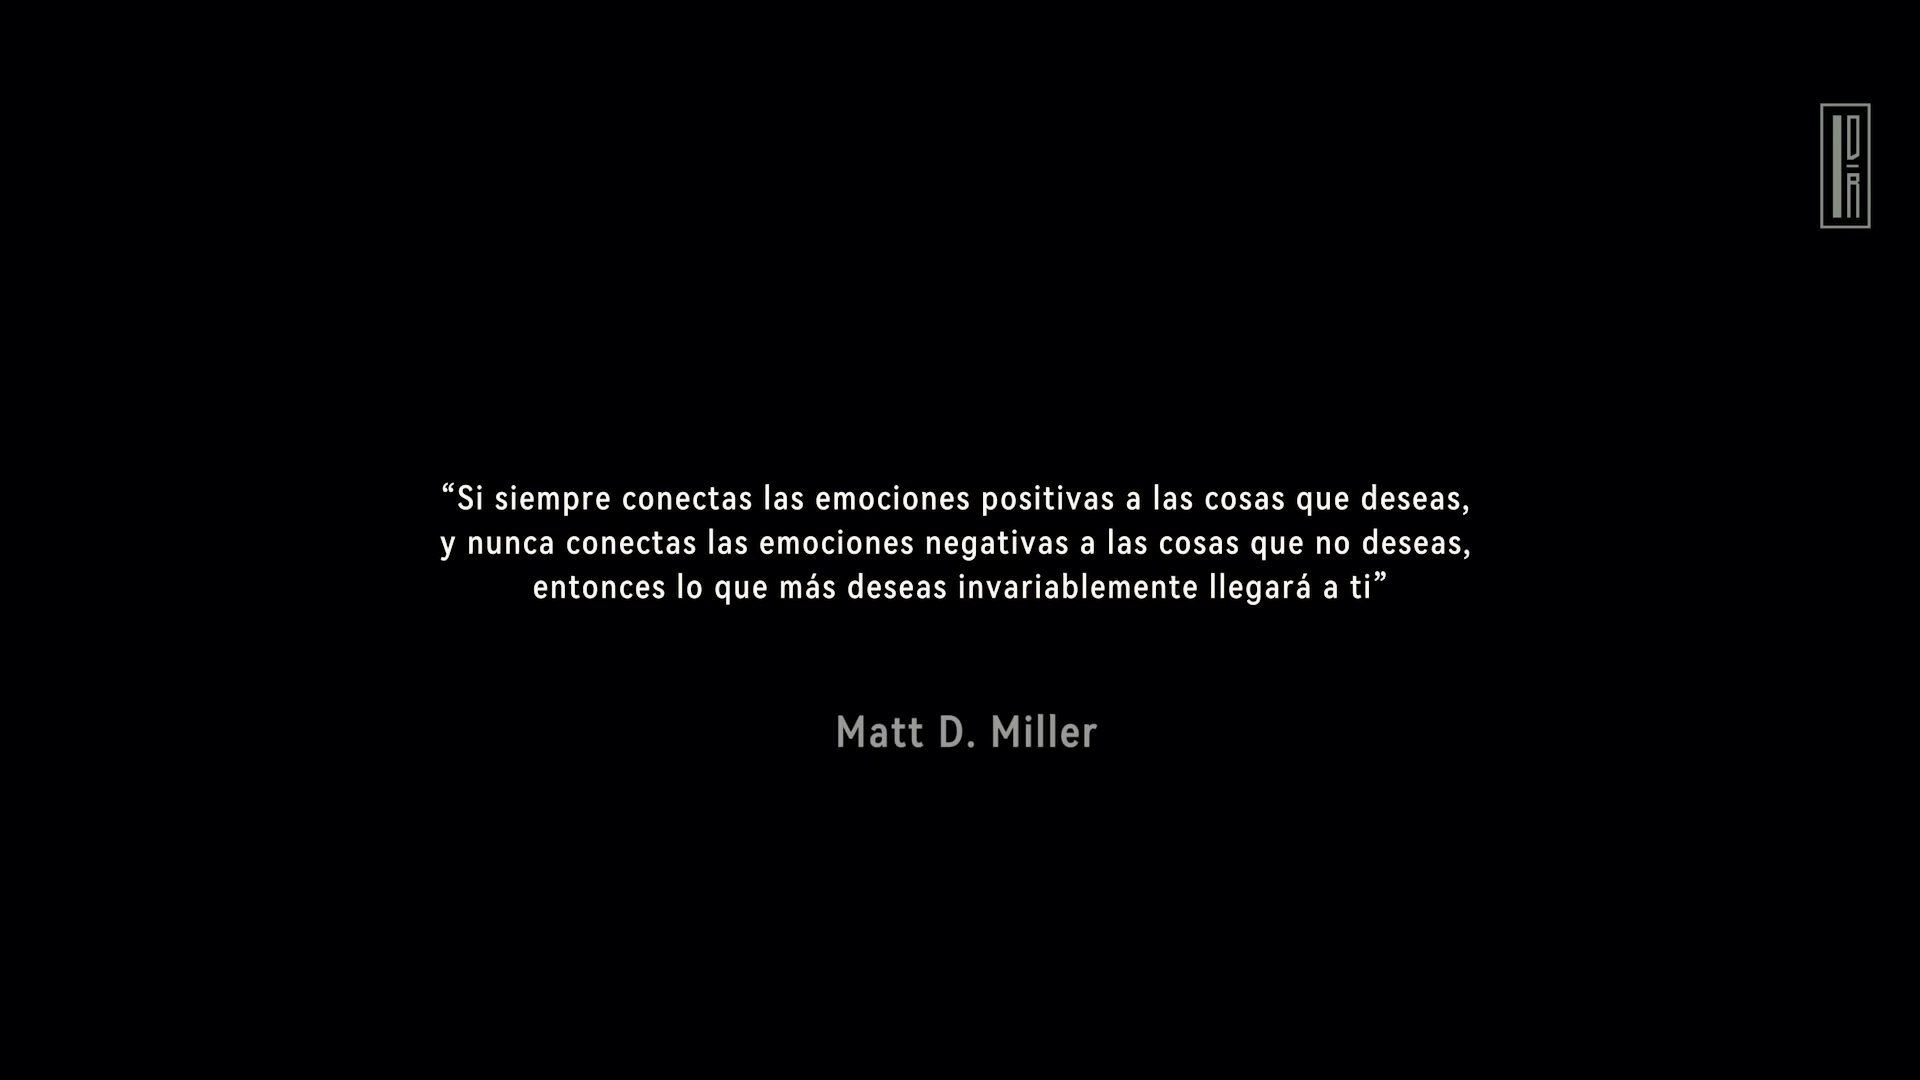 “Si siempre conectas las emociones positivas a las cosas que deseas,
y nunca conectas las emociones negativas a las cosas que no deseas,
entonces lo que más deseas invariablemente llegará a ti”
Matt D. Miller